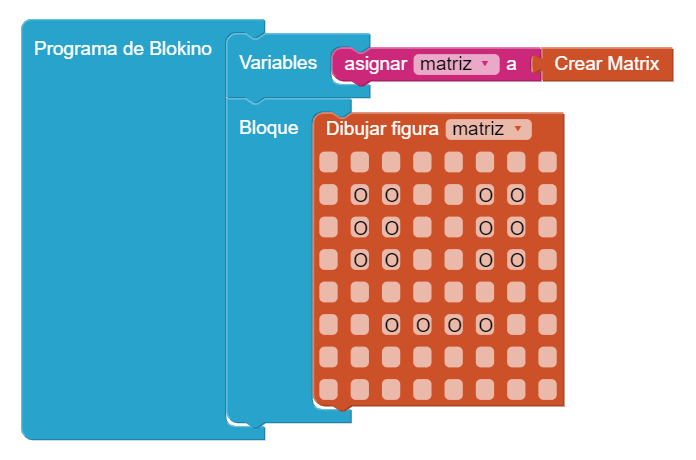 Programa de Blokino
Variables asignar matriz a Crear Matrix
Bloque Dibujar figura matriz
O O O O
O O O O
O O O O
O O O O